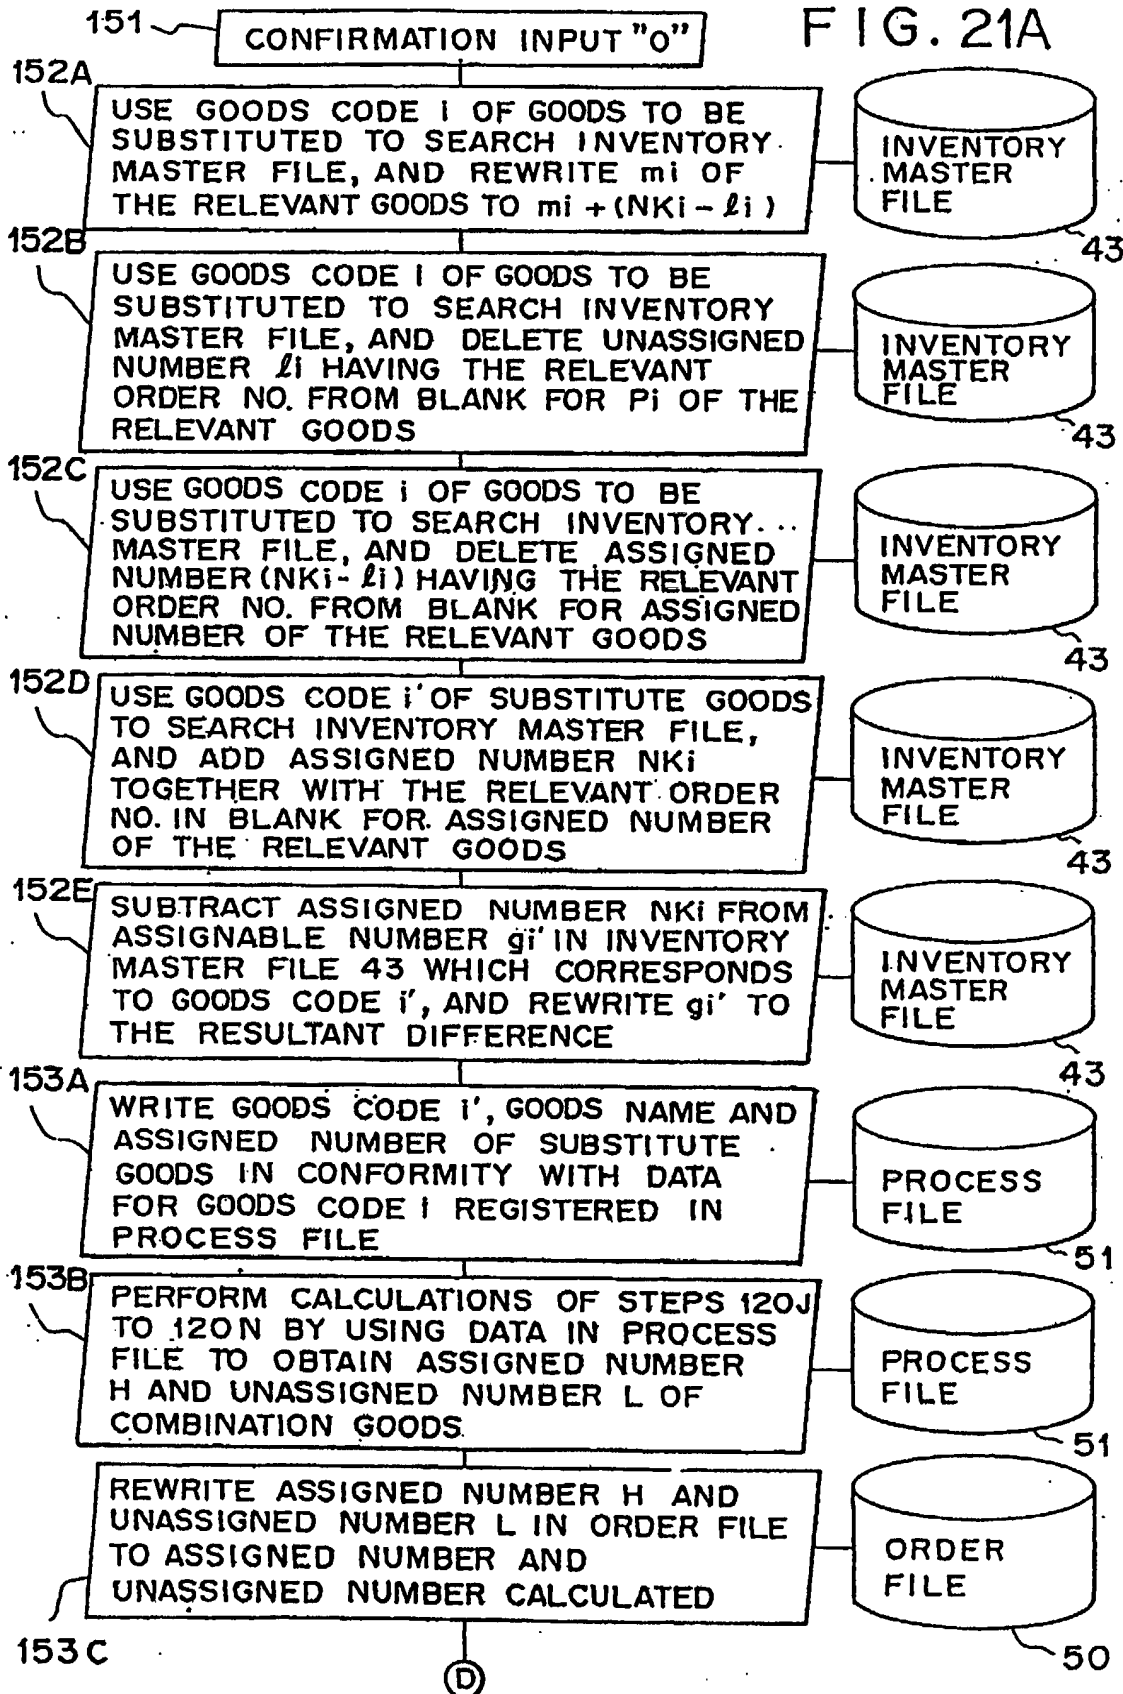 FIG. 21A
151
CONFIRMATION INPUT "O"
152A
USE GOODS CODE i OF GOODS TO BE
SUBSTITUTED TO SEARCH INVENTORY
MASTER FILE, AND REWRITE mi OF
THE RELEVANT GOODS TO mi + (NKi - ℓi)
INVENTORY
MASTER
FILE
43
152B
USE GOODS CODE i OF GOODS TO BE
SUBSTITUTED TO SEARCH INVENTORY
MASTER FILE, AND DELETE UNASSIGNED
NUMBER ℓi HAVING THE RELEVANT
ORDER NO. FROM BLANK FOR Pi OF THE
RELEVANT GOODS
INVENTORY
MASTER
FILE
43
152C
USE GOODS CODE i OF GOODS TO BE
SUBSTITUTED TO SEARCH INVENTORY
MASTER FILE, AND DELETE ASSIGNED
NUMBER (NKi - ℓi) HAVING THE RELEVANT
ORDER NO. FROM BLANK FOR ASSIGNED
NUMBER OF THE RELEVANT GOODS
INVENTORY
MASTER
FILE
43
152D
USE GOODS CODE i' OF SUBSTITUTE GOODS
TO SEARCH INVENTORY MASTER FILE,
AND ADD ASSIGNED NUMBER NKi
TOGETHER WITH THE RELEVANT ORDER
NO. IN BLANK FOR ASSIGNED NUMBER
OF THE RELEVANT GOODS
INVENTORY
MASTER
FILE
43
152E
SUBTRACT ASSIGNED NUMBER NKi FROM
ASSIGNABLE NUMBER gi' IN INVENTORY
MASTER FILE 43 WHICH CORRESPONDS
TO GOODS CODE i', AND REWRITE gi' TO
THE RESULTANT DIFFERENCE
INVENTORY
MASTER
FILE
43
153A
WRITE GOODS CODE i', GOODS NAME AND
ASSIGNED NUMBER OF SUBSTITUTE
GOODS IN CONFORMITY WITH DATA
FOR GOODS CODE i REGISTERED IN
PROCESS FILE
PROCESS
FILE
51
153B
PERFORM CALCULATIONS OF STEPS 120J
TO 120N BY USING DATA IN PROCESS
FILE TO OBTAIN ASSIGNED NUMBER
H AND UNASSIGNED NUMBER L OF
COMBINATION GOODS
PROCESS
FILE
51
REWRITE ASSIGNED NUMBER H AND
UNASSIGNED NUMBER L IN ORDER FILE
TO ASSIGNED NUMBER AND
UNASSIGNED NUMBER CALCULATED
153C
ORDER
FILE
50
D